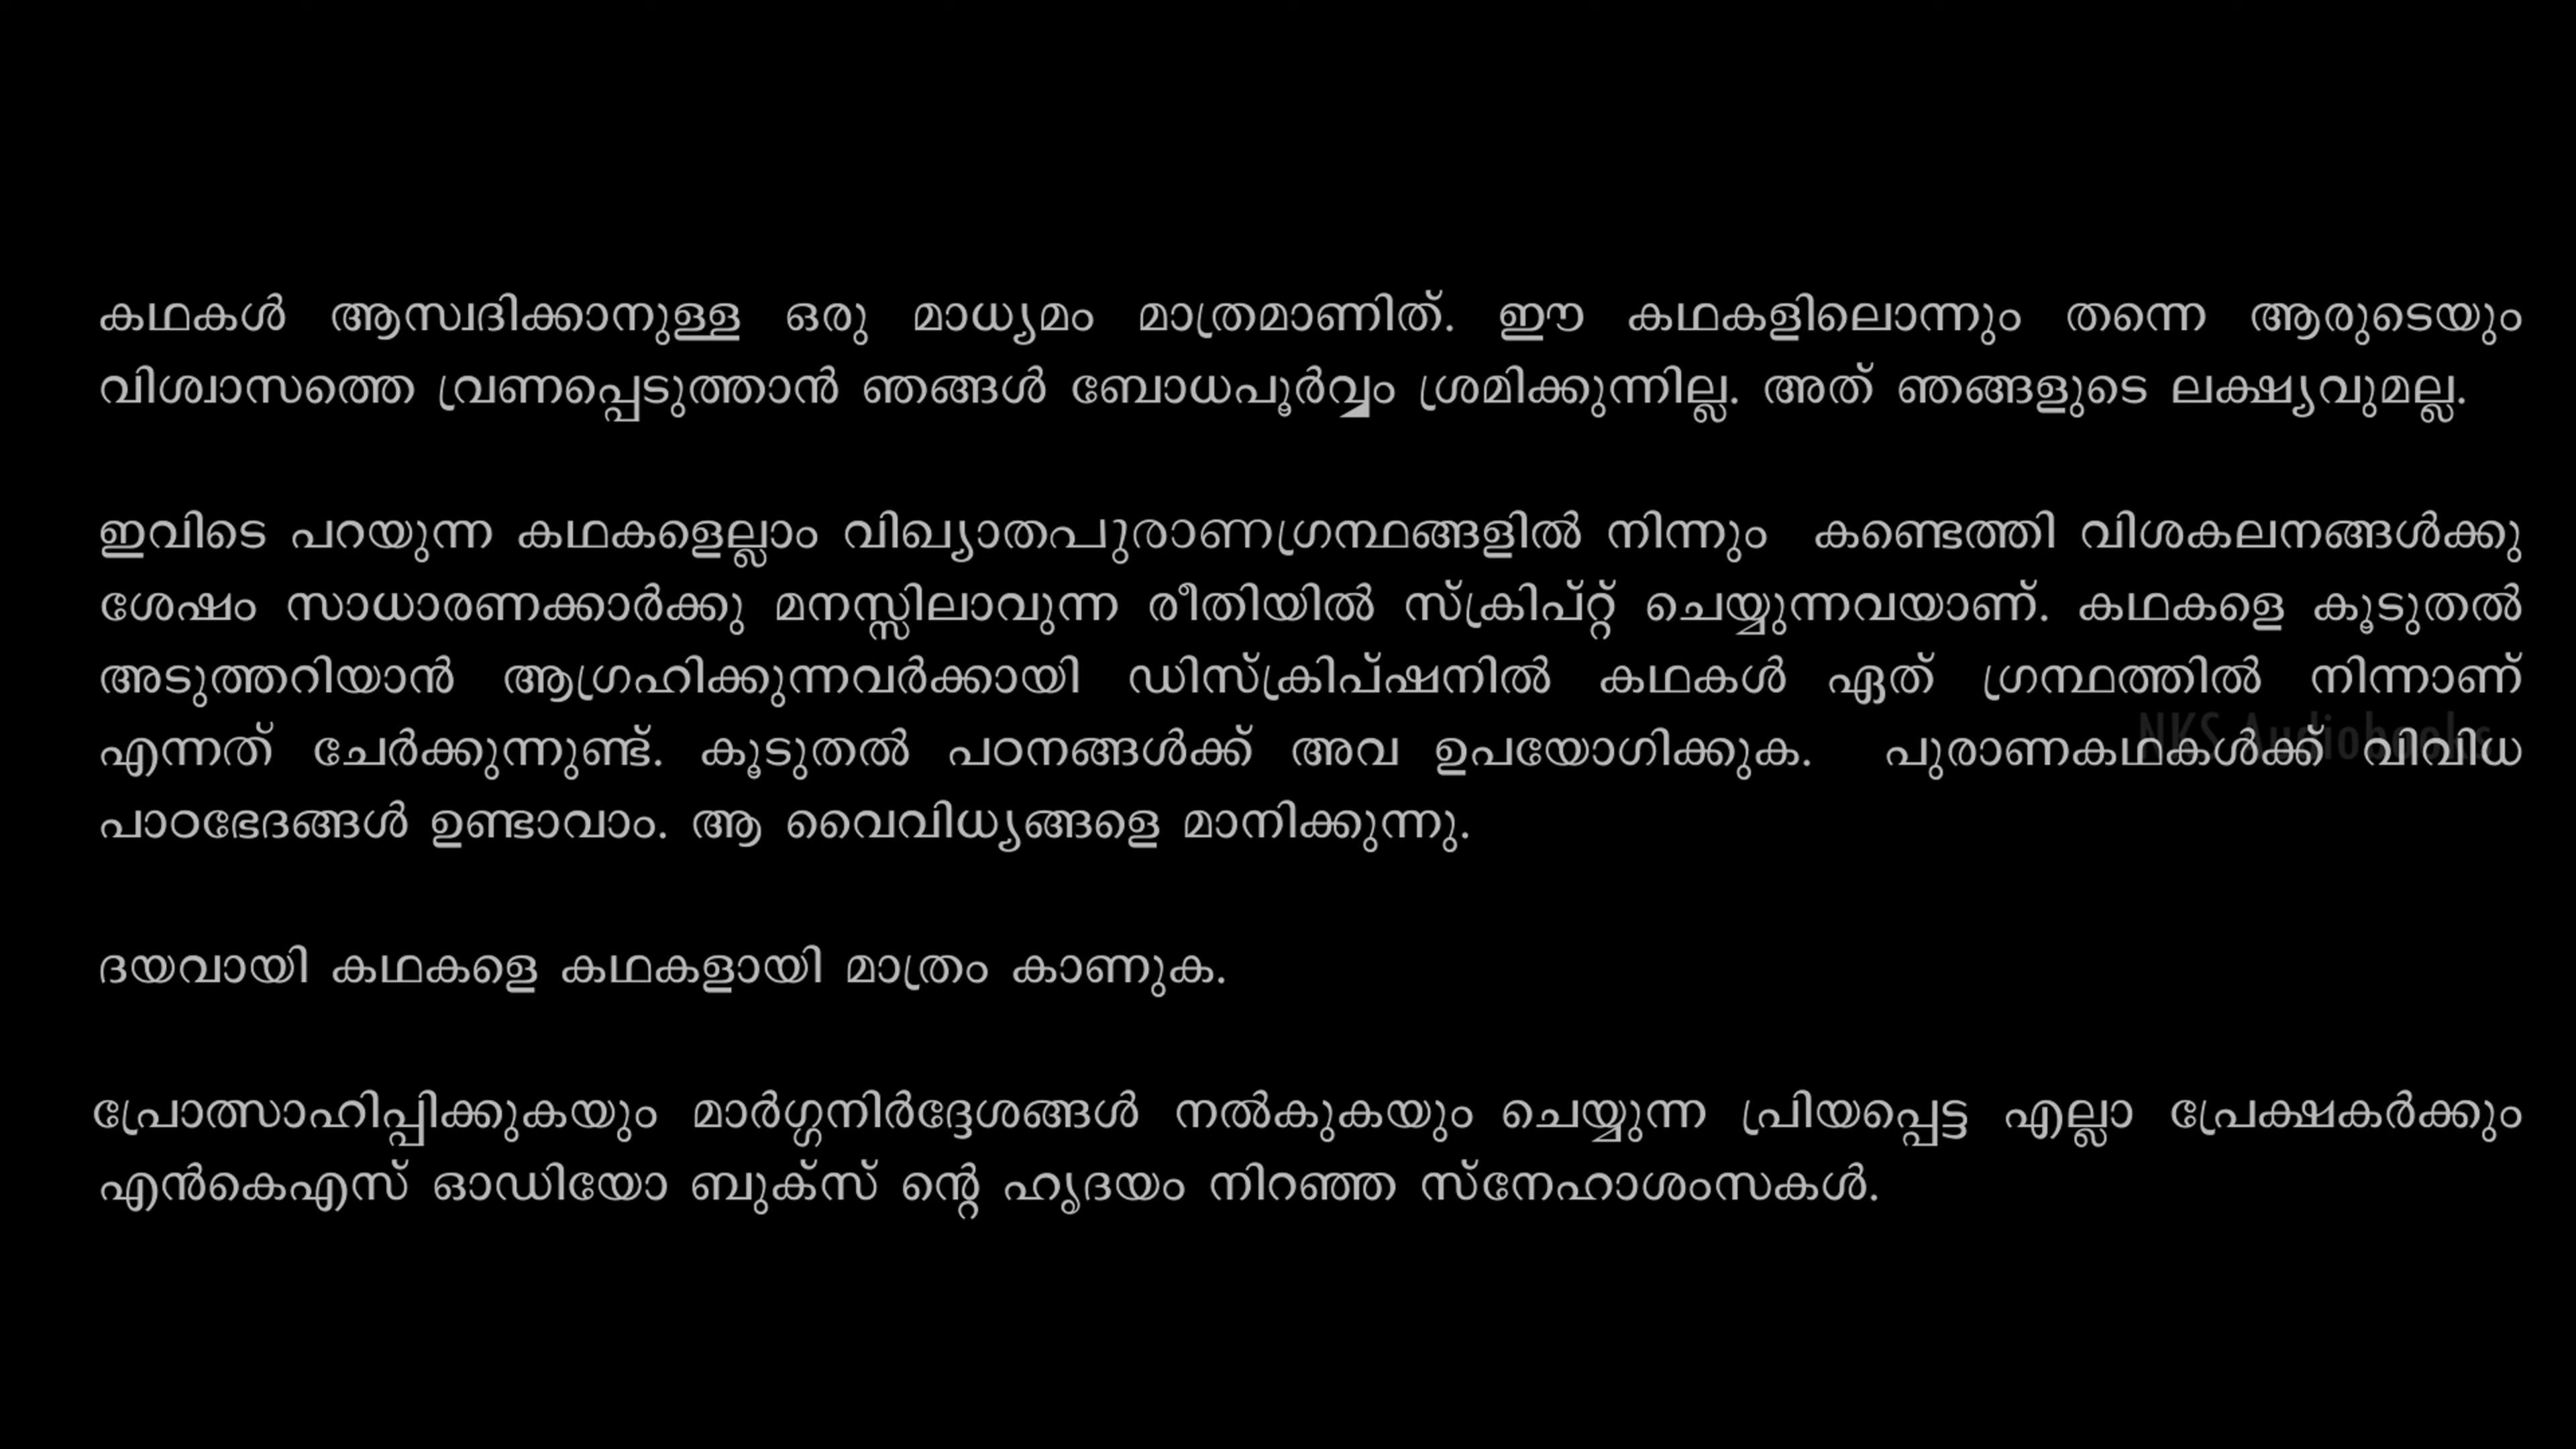 കഥകൾ ആസ്വദിക്കാനുള്ള ഒരു മാധ്യമം മാത്രമാണിത്. ഈ കഥകളിലൊന്നും തന്നെ ആരുടെയും
വിശ്വാസത്തെ വ്രണപ്പെടുത്താൻ ഞങ്ങൾ ബോധപൂർവ്വം ശ്രമിക്കുന്നില്ല. അത് ഞങ്ങളുടെ ലക്ഷ്യവുമല്ല.
ഇവിടെ പറയുന്ന കഥകളെല്ലാം വിഖ്യാതപുരാണഗ്രന്ഥങ്ങളിൽ നിന്നും കണ്ടെത്തി വിശകലനങ്ങൾക്കു
ശേഷം സാധാരണക്കാർക്കു മനസ്സിലാവുന്ന രീതിയിൽ സ്ക്രിപ്റ്റ് ചെയ്യുന്നവയാണ്. കഥകളെ കൂടുതൽ
അടുത്തറിയാൻ ആഗ്രഹിക്കുന്നവർക്കായി ഡിസ്ക്രിപ്ഷനിൽ കഥകൾ ഏത് ഗ്രന്ഥത്തിൽ നിന്നാണ്
എന്നത് ചേർക്കുന്നുണ്ട്. കൂടുതൽ പഠനങ്ങൾക്ക് അവ ഉപയോഗിക്കുക. പുരാണകഥകൾക്ക് വിവിധ
NKS Audiobooks
പാഠഭേദങ്ങൾ ഉണ്ടാവാം. ആ വൈവിധ്യങ്ങളെ മാനിക്കുന്നു.
ദയവായി കഥകളെ കഥകളായി മാത്രം കാണുക.
പ്രോത്സാഹിപ്പിക്കുകയും മാർഗ്ഗനിർദ്ദേശങ്ങൾ നൽകുകയും ചെയ്യുന്ന പ്രിയപ്പെട്ട എല്ലാ പ്രേക്ഷകർക്കും
എൻകെഎസ് ഓഡിയോ ബുക്സ് ന്റെ ഹൃദയം നിറഞ്ഞ സ്നേഹാശംസകൾ.